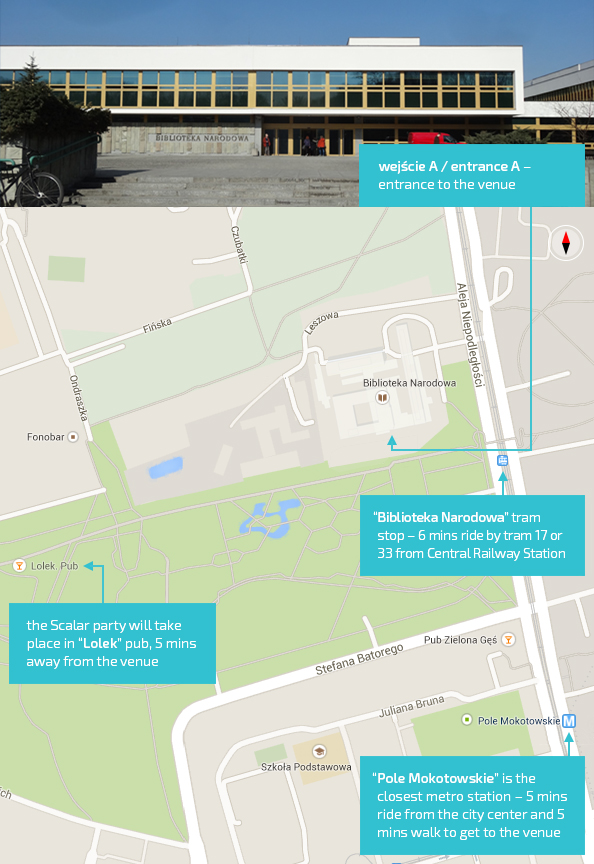 BIBLIOTEKA NARODOWA
wejście A / entrance A –
entrance to the venue
Czubatki
Aleja Niepodległości
Fińska
Leszowa
Ondraszka
Biblioteka Narodowa
Fonobar
“Biblioteka Narodowa” tram
stop – 6 mins ride by tram 17 or
33 from Central Railway Station
Lolek. Pub
the Scalar party will take
place in “Lolek” pub, 5 mins
away from the venue
Pub Zielona Gęś
Stefana Batorego
Juliana Bruna
Pole Mokotowskie
M
Szkoła Podstawowa
“Pole Mokotowskie” is the
closest metro station – 5 mins
ride from the city center and 5
mins walk to get to the venue